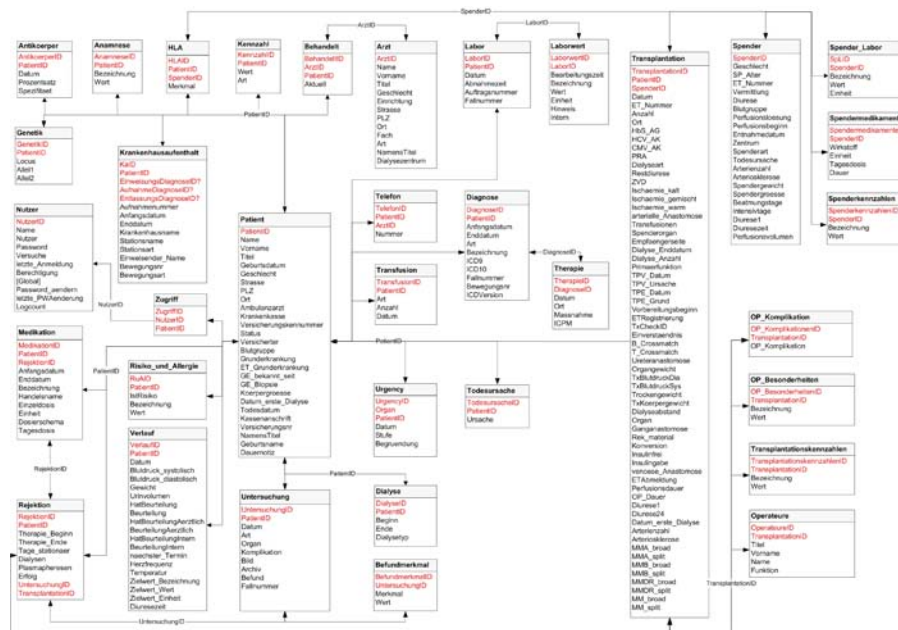 SpenderID
ArztID
LaborID
Antikoerper
AntikoerperID
PatientID
Datum
Prozentsatz
Spezifitaet
Anamnese
AnamneseID
PatientID
Bezeichnung
Wert
HLA
HLAID
PatientID
SpenderID
Merkmal
Kennzahl
KennzahlID
PatientID
Wert
Art
Behandelt
BehandeltID
ArztID
PatientID
Aktuell
Arzt
ArztID
Name
Vorname
Titel
Geschlecht
Einrichtung
Strasse
PLZ
Ort
Fach
Art
NamensTitel
Dialysezentrum
Labor
LaborID
PatientID
Datum
Abnahmezeit
Auftragsnummer
Fallnummer
Laborwert
LaborwertID
LaborID
Bearbeitungszeit
Bezeichnung
Wert
Einheit
Hinweis
Intern
Transplantation
TransplantationID
PatientID
SpenderID
Datum
ET_Nummer
Anzahl
Ort
HbS_AG
HCV_AK
CMV_AK
PRA
Dialyseart
Restdiurese
ZVD
Ischaemie_kalt
Ischaemie_gemischt
Ischaemie_warm
arterielle_Anastomose
Transfusionen
Spenderorgan
Empfaengerseite
Dialyse_Enddatum
Dialyse_Anzahl
Primaerfunktion
TPV_Datum
TPV_Ursache
TPE_Datum
TPE_Grund
Vorbereitungsbeginn
ETRegistrierung
TxCheckID
Einverstaendnis
B_Crossmatch
T_Crossmatch
Ureteranastomose
Organgewicht
TxBlutdruckDia
TxBlutdruckSys
Trockengewicht
TxKoerpergewicht
Dialyseabstand
Organ
Ganganastomose
Rex_material
Konversion
Insulinfrei
Insulingabe
venoese_Anastomose
ETAbmeldung
Perfusionsdauer
OP_Dauer
Diurese1
Diurese24
Datum_erste_Dialyse
Arterienzahl
Arteriosklerose
MMA_broad
MMA_split
MMB_broad
MMB_split
MMDR_broad
MMDR_split
MM_broad
MM_split
Spender
SpenderID
Geschlecht
SP_Alter
ET_Nummer
Vermittlung
Diurese
Blutgruppe
Perfusionsloesung
Perfusionsbeginn
Entnahmedatum
Zentrum
Spenderart
Todesursache
Arterienzahl
Arteriosklerose
Spendergewicht
Spendergroesse
Beatmungstage
Intensivtage
Diurese1
Diuresezeit
Perfusionsvolumen
Spender_Labor
SpLID
SpenderID
Bezeichnung
Wert
Einheit
Spendermedikamente
SpenderID
Wirkstoff
Einheit
Tagesdosis
Datum
Spenderkennzahlen
SpenderkennzahlenID
SpenderID
Bezeichnung
Wert
PatientID
Genetik
GenetikID
PatientID
Locus
Allel1
Allel2
Krankenhausaufenthalt
KaID
PatientID
EinweisungsDiagnoseID?
AufnahmeDiagnoseID?
EntlassungsDiagnoseID?
Aufnahmenummer
Anfangsdatum
Enddatum
Krankenhausname
Stationsname
Stationsart
Einweisender_Name
Bewegungsnr
Bewegungsart
Nutzer
NutzerID
Name
Nutzer
Password
Versuche
letzte_Anmeldung
Berechtigung
[Global]
Password_aendern
letzte_PWAenderung
Logcount
NutzerID
Zugriff
ZugriffID
NutzerID
PatientID
Patient
PatientID
Name
Vorname
Titel
Geburtsdatum
Geschlecht
Strasse
PLZ
Ort
Ambulanzarzt
Krankenkasse
Versicherungskennummer
Status
Versicherter
Blutgruppe
Grunderkrankung
ET_Grunderkrankung
GE_bekannt_seit
GE_Biopsie
Koerpergroesse
Datum_erste_Dialyse
Todesdatum
Kassenanschrift
Versicherungsnr
NamensTitel
Geburtsname
Dauernotiz
Telefon
TelefonID
PatientID
ArztID
Nummer
Transfusion
TransfusionID
PatientID
Art
Anzahl
Datum
Diagnose
DiagnoseID
PatientID
Anfangsdatum
Enddatum
Art
Bezeichnung
ICD9
ICD10
Fallnummer
Bewegungsnr
ICDVersion
DiagnoseID
Therapie
TherapieID
DiagnoseID
Datum
Ort
Massnahme
ICPM
PatientID
Medikation
MedikationID
PatientID
RejektionID
Anfangsdatum
Enddatum
Bezeichnung
Handelsname
Einzeldosis
Einheit
Dosierschema
Tagesdosis
PatientID
Risiko_und_Allergie
RuAID
PatientID
IstRisiko
Bezeichnung
Wert
Urgency
UrgencyID
Organ
PatientID
Datum
Stufe
Begruendung
Todesursache
TodesursacheID
PatientID
Ursache
OP_Komplikation
OP_KomplikationenID
TransplantationID
OP_Komplikation
OP_Besonderheiten
OP_BesonderheitenID
TransplantationID
Bezeichnung
Wert
Transplantationskennzahlen
TransplantationskennzahlenID
TransplantationID
Bezeichnung
Wert
Operateurs
OperateursID
TransplantationID
Titel
Vorname
Name
Funktion
TransplantationID
Verlauf
VerlaufID
PatientID
Datum
Blutdruck_systolisch
Blutdruck_diastolisch
Gewicht
Urinvolumen
HatBeurteilung
Beurteilung
HatBeurteilungAerztlich
BeurteilungAerztlich
HatBeurteilungIntern
BeurteilungIntern
naechster_Termin
Herzfrequenz
Temperatur
Zielwert_Bezeichnung
Zielwert_Wert
Zielwert_Einheit
Diuresezeit
RejektionID
Rejektion
RejektionID
PatientID
Therapie_Beginn
Therapie_Ende
Tage_stationaer
Dialysen
Plasmapheresen
Erfolg
UntersuchungID
TransplantationID
PatientID
Untersuchung
UntersuchungID
PatientID
Datum
Art
Organ
Komplikation
Bild
Archiv
Befund
Fallnummer
Dialyse
DialyseID
PatientID
Beginn
Ende
Dialysetyp
Befundmerkmal
BefundmerkmalID
UntersuchungID
Merkmal
Wert
UntersuchungID